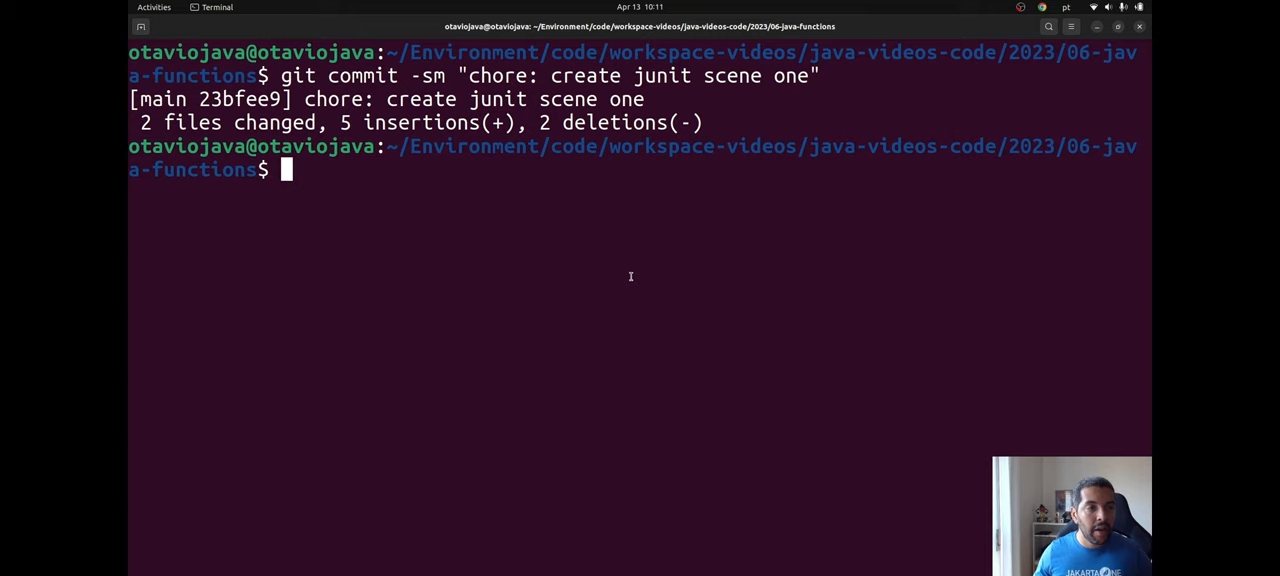 Activities
Terminal
Apr 13 10:11
pt
otaviojava@otaviojava: ~/Environment/code/workspace-videos/java-videos-code/2023/06-java-functions
otaviojava@otaviojava:~/Environment/code/workspace-videos/java-videos-code/2023/06-jav
a-functions$ git commit -sm "chore: create junit scene one"
[main 23bfee9] chore: create junit scene one
2 files changed, 5 insertions(+), 2 deletions(-)
otaviojava@otaviojava:~/Environment/code/workspace-videos/java-videos-code/2023/06-jav
a-functions$
JAKARTAONE